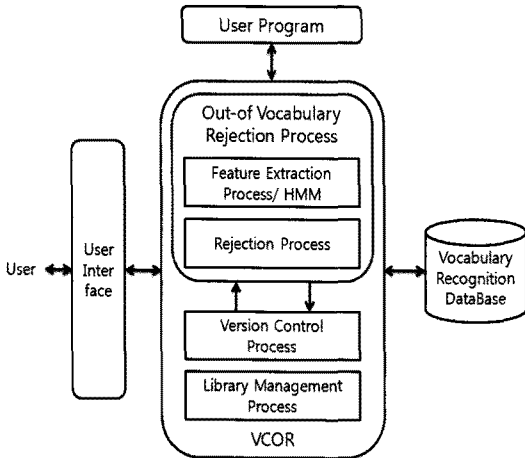 User Program
Out-of Vocabulary
Rejection Process
Feature Extraction
Process/ HMM
Rejection Process
User
User
Inter
face
Vocabulary
Recognition
DataBase
Version Control
Process
Library Management
Process
VCOR